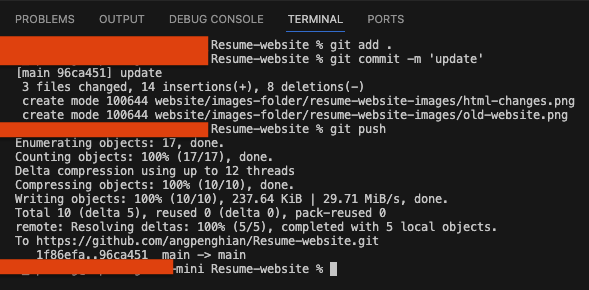 PROBLEMS OUTPUT DEBUG CONSOLE TERMINAL PORTS
Resume-website % git add .
Resume-website % git commit -m 'update'
[main 96ca451] update
3 files changed, 14 insertions(+), 8 deletions(-)
create mode 100644 website/images-folder/resume-website-images/html-changes.png
create mode 100644 website/images-folder/resume-website-images/old-website.png
Resume-website % git push
Enumerating objects: 17, done.
Counting objects: 100% (17/17), done.
Delta compression using up to 12 threads
Compressing objects: 100% (10/10), done.
Writing objects: 100% (10/10), 237.64 KiB | 29.71 MiB/s, done.
Total 10 (delta 5), reused 0 (delta 0), pack-reused 0
remote: Resolving deltas: 100% (5/5), completed with 5 local objects.
To https://github.com/angpenghian/Resume-website.git
1f86efa..96ca451 main -> main
-mini Resume-website %